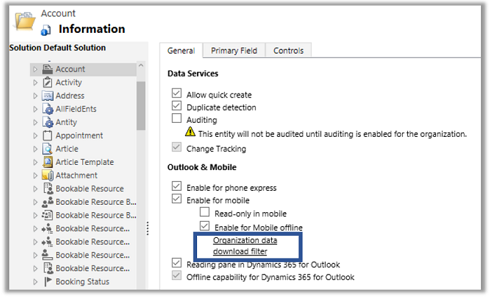 Account
Information
Solution Default Solution
Account
Activity
Address
AllFieldEnts
Antity
Appointment
Article
Article Template
Attachment
Bookable Resource
Bookable Resource B...
Bookable Resource B...
Bookable Resource...
Bookable Resource...
Bookable Resource...
Booking Status
General
Primary Field
Controls
Data Services
Allow quick create
Duplicate detection
Auditing
This entity will not be audited until auditing is enabled for the organization.
Change Tracking
Outlook & Mobile
Enable for phone express
Enable for mobile
Read-only in mobile
Enable for Mobile offline
Organization data
download filter
Reading pane in Dynamics 365 for Outlook
Offline capability for Dynamics 365 for Outlook